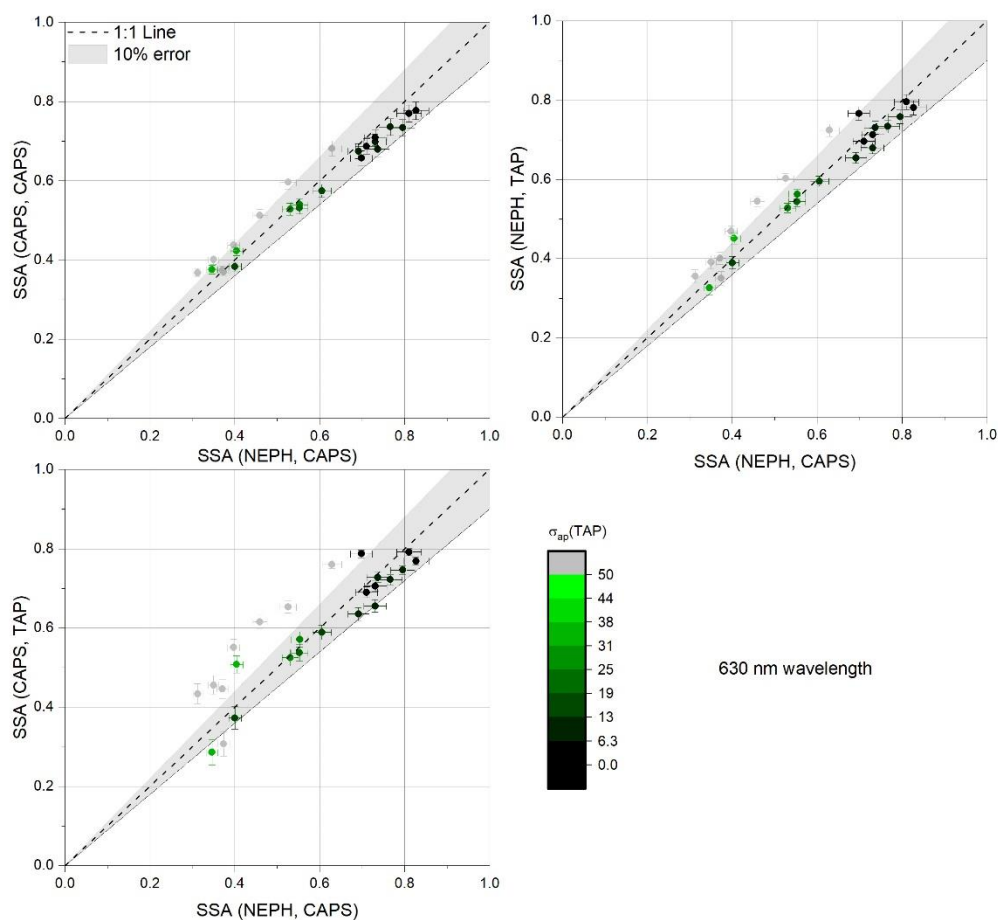 1:1 Line
10% error
SSA (CAPS, CAPS)
1.0
0.8
0.6
0.4
0.2
0.0
0.0 0.2 0.4 0.6 0.8 1.0
SSA (NEPH, CAPS)
SSA (NEPH, TAP)
1.0
0.8
0.6
0.4
0.2
0.0
0.0 0.2 0.4 0.6 0.8 1.0
SSA (NEPH, CAPS)
SSA (CAPS, TAP)
1.0
0.8
0.6
0.4
0.2
0.0
0.0 0.2 0.4 0.6 0.8 1.0
SSA (NEPH, CAPS)
σap(TAP)
50
44
38
31
25
19
13
6.3
0.0
630 nm wavelength